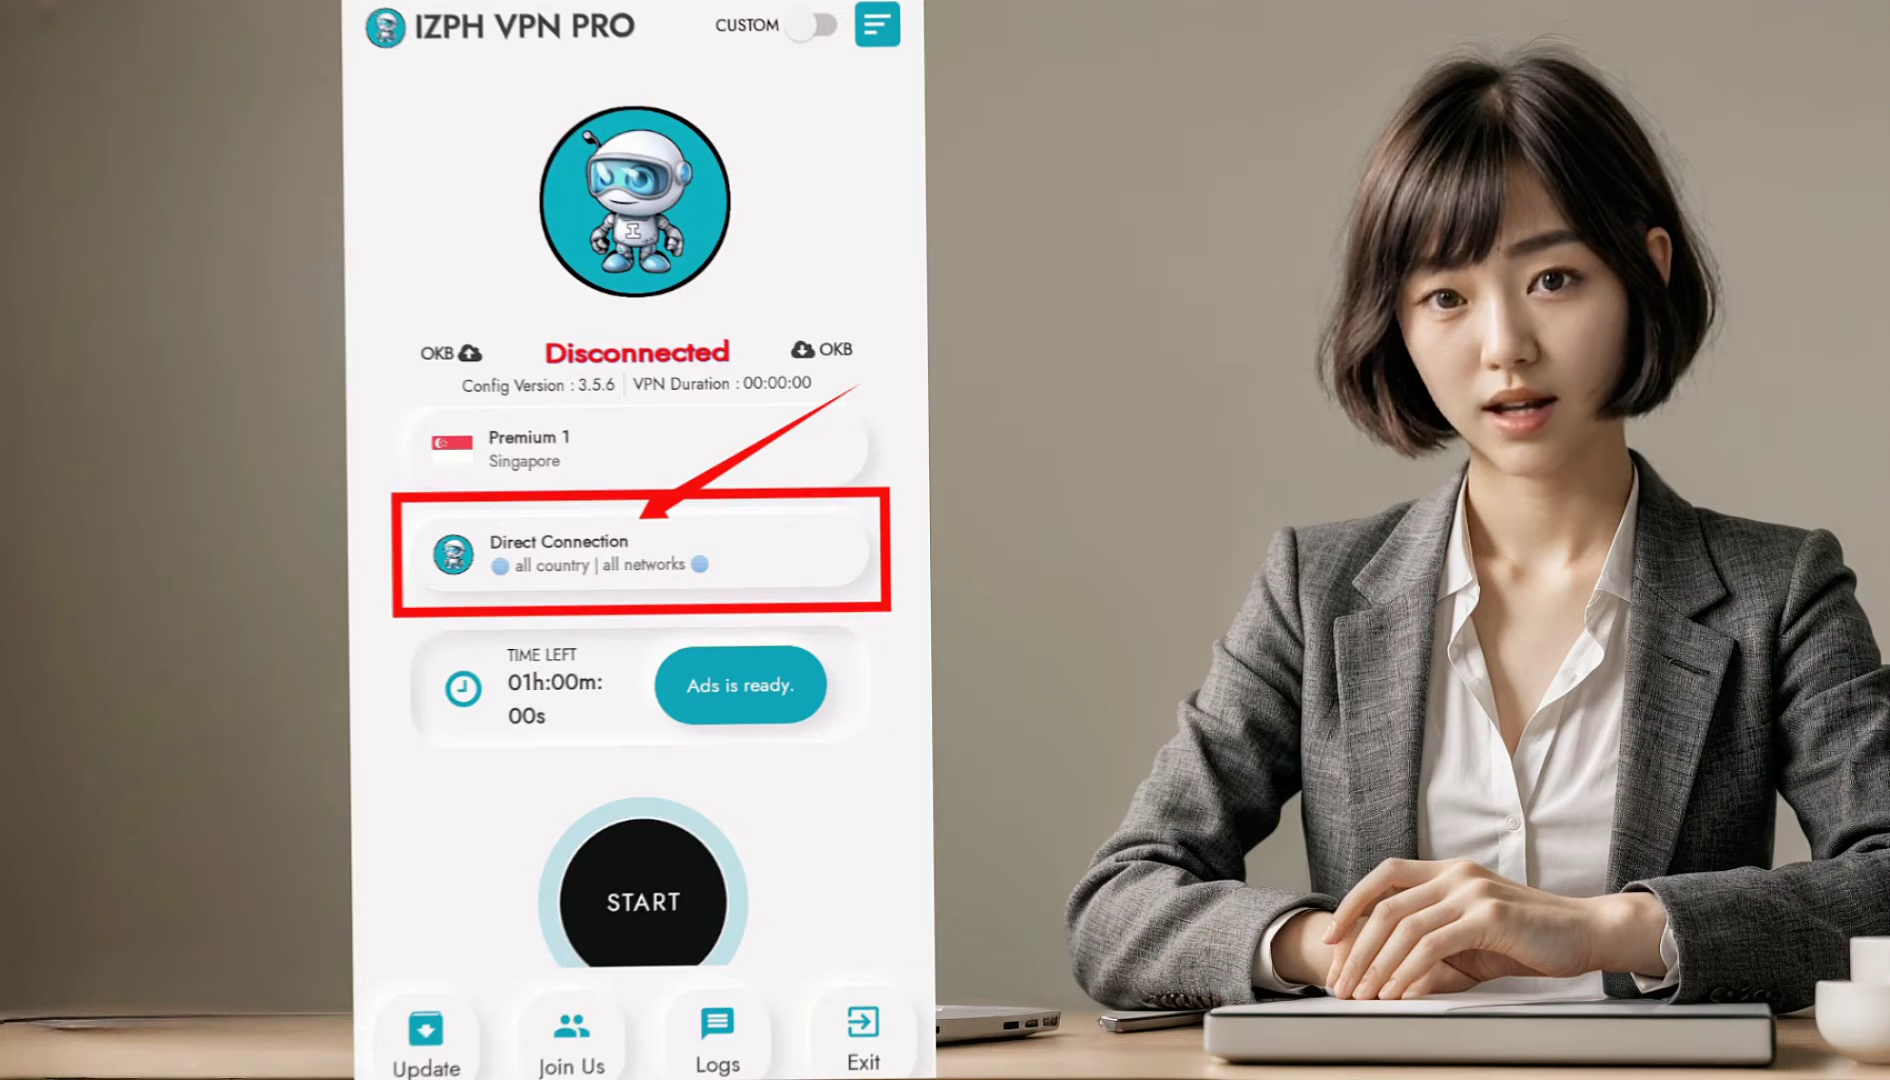 IZPH VPN PRO
CUSTOM
I
0KB
Disconnected
0KB
Config Version : 3.5.6 | VPN Duration : 00:00:00
Premium 1
Singapore
Direct Connection
all country | all networks
TIME LEFT
01h:00m:
00s
Ads is ready.
START
Update
Join Us
Logs
Exit